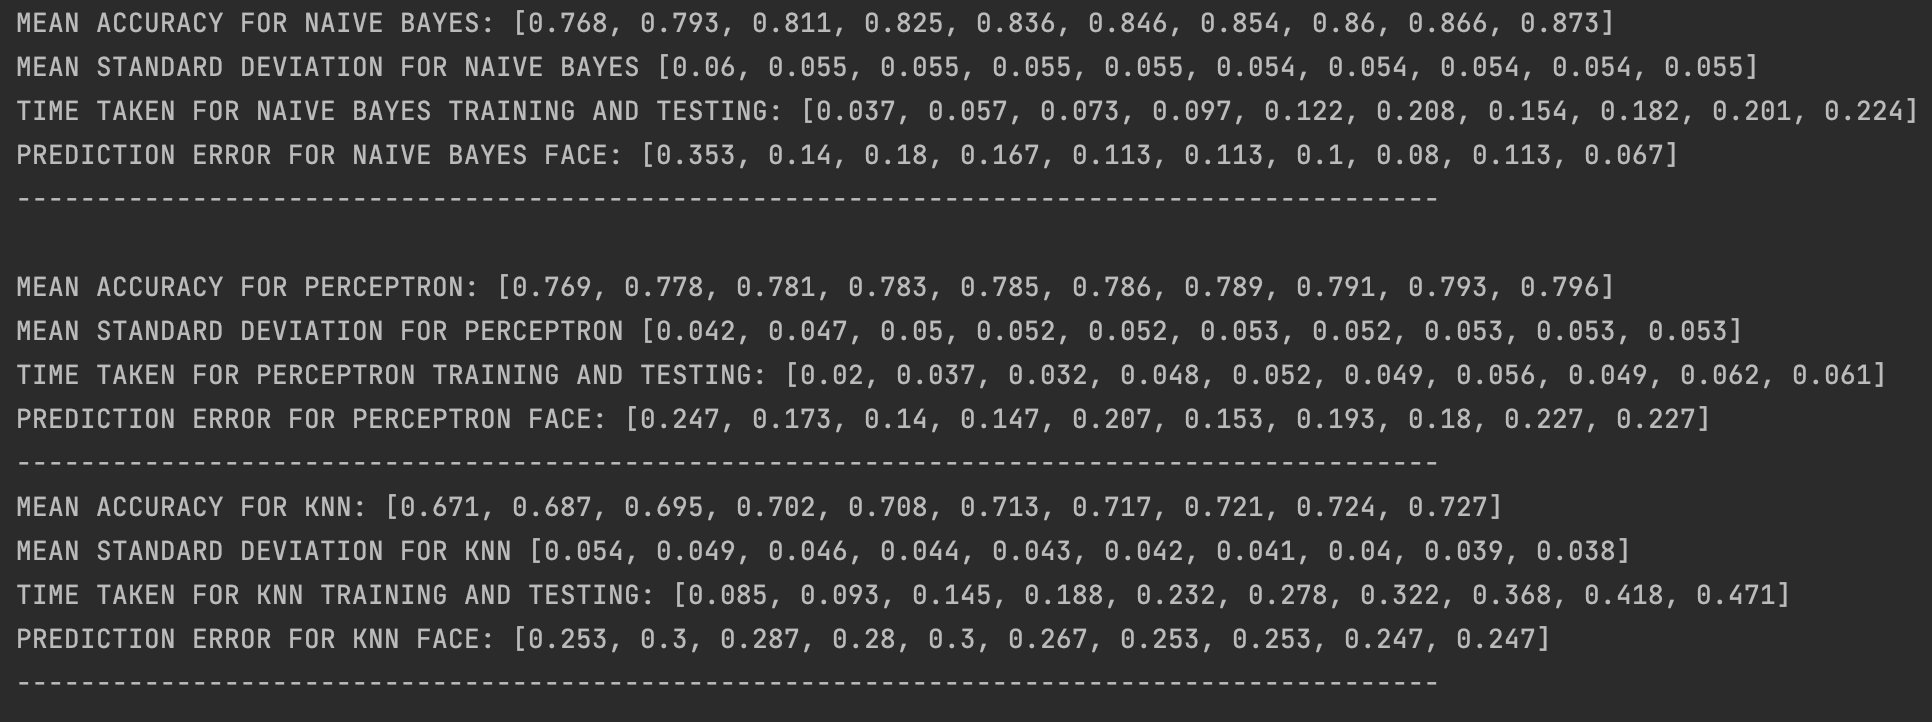 MEAN ACCURACY FOR NAIVE BAYES: [0.768, 0.793, 0.811, 0.825, 0.836, 0.846, 0.854, 0.86, 0.866, 0.873]
MEAN STANDARD DEVIATION FOR NAIVE BAYES [0.06, 0.055, 0.055, 0.055, 0.055, 0.054, 0.054, 0.054, 0.054, 0.055]
TIME TAKEN FOR NAIVE BAYES TRAINING AND TESTING: [0.037, 0.057, 0.073, 0.097, 0.122, 0.208, 0.154, 0.182, 0.201, 0.224]
PREDICTION ERROR FOR NAIVE BAYES FACE: [0.353, 0.14, 0.18, 0.167, 0.113, 0.113, 0.1, 0.08, 0.113, 0.067]
-----------------------------------------------------------------------------------------
MEAN ACCURACY FOR PERCEPTRON: [0.769, 0.778, 0.781, 0.783, 0.785, 0.786, 0.789, 0.791, 0.793, 0.796]
MEAN STANDARD DEVIATION FOR PERCEPTRON [0.042, 0.047, 0.05, 0.052, 0.052, 0.053, 0.052, 0.053, 0.053, 0.053]
TIME TAKEN FOR PERCEPTRON TRAINING AND TESTING: [0.02, 0.037, 0.032, 0.048, 0.052, 0.049, 0.056, 0.049, 0.062, 0.061]
PREDICTION ERROR FOR PERCEPTRON FACE: [0.247, 0.173, 0.14, 0.147, 0.207, 0.153, 0.193, 0.18, 0.227, 0.227]
-----------------------------------------------------------------------------------------
MEAN ACCURACY FOR KNN: [0.671, 0.687, 0.695, 0.702, 0.708, 0.713, 0.717, 0.721, 0.724, 0.727]
MEAN STANDARD DEVIATION FOR KNN [0.054, 0.049, 0.046, 0.044, 0.043, 0.042, 0.041, 0.04, 0.039, 0.038]
TIME TAKEN FOR KNN TRAINING AND TESTING: [0.085, 0.093, 0.145, 0.188, 0.232, 0.278, 0.322, 0.368, 0.418, 0.471]
PREDICTION ERROR FOR KNN FACE: [0.253, 0.3, 0.287, 0.28, 0.3, 0.267, 0.253, 0.253, 0.247, 0.247]
-----------------------------------------------------------------------------------------